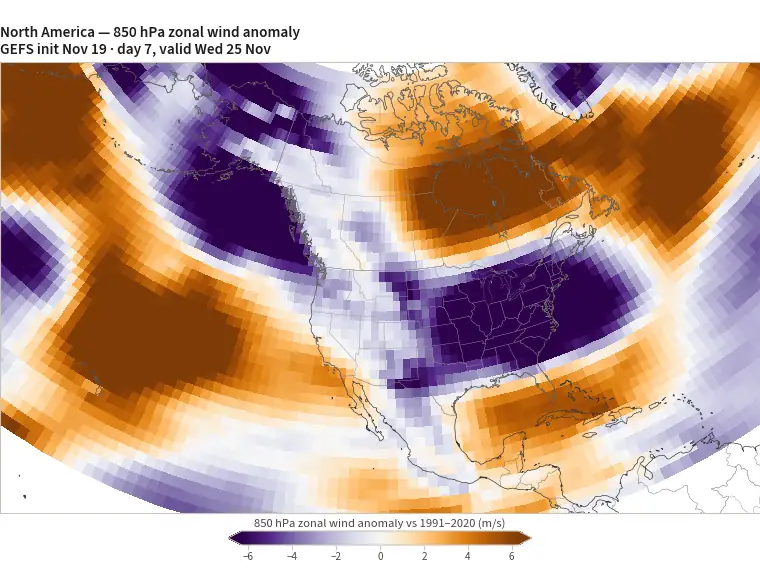 North America — 850 hPa zonal wind anomaly
GEFS init Nov 19 · day 7, valid Wed 25 Nov
850 hPa zonal wind anomaly vs 1991–2020 (m/s)
−6 −4 −2 0 2 4 6